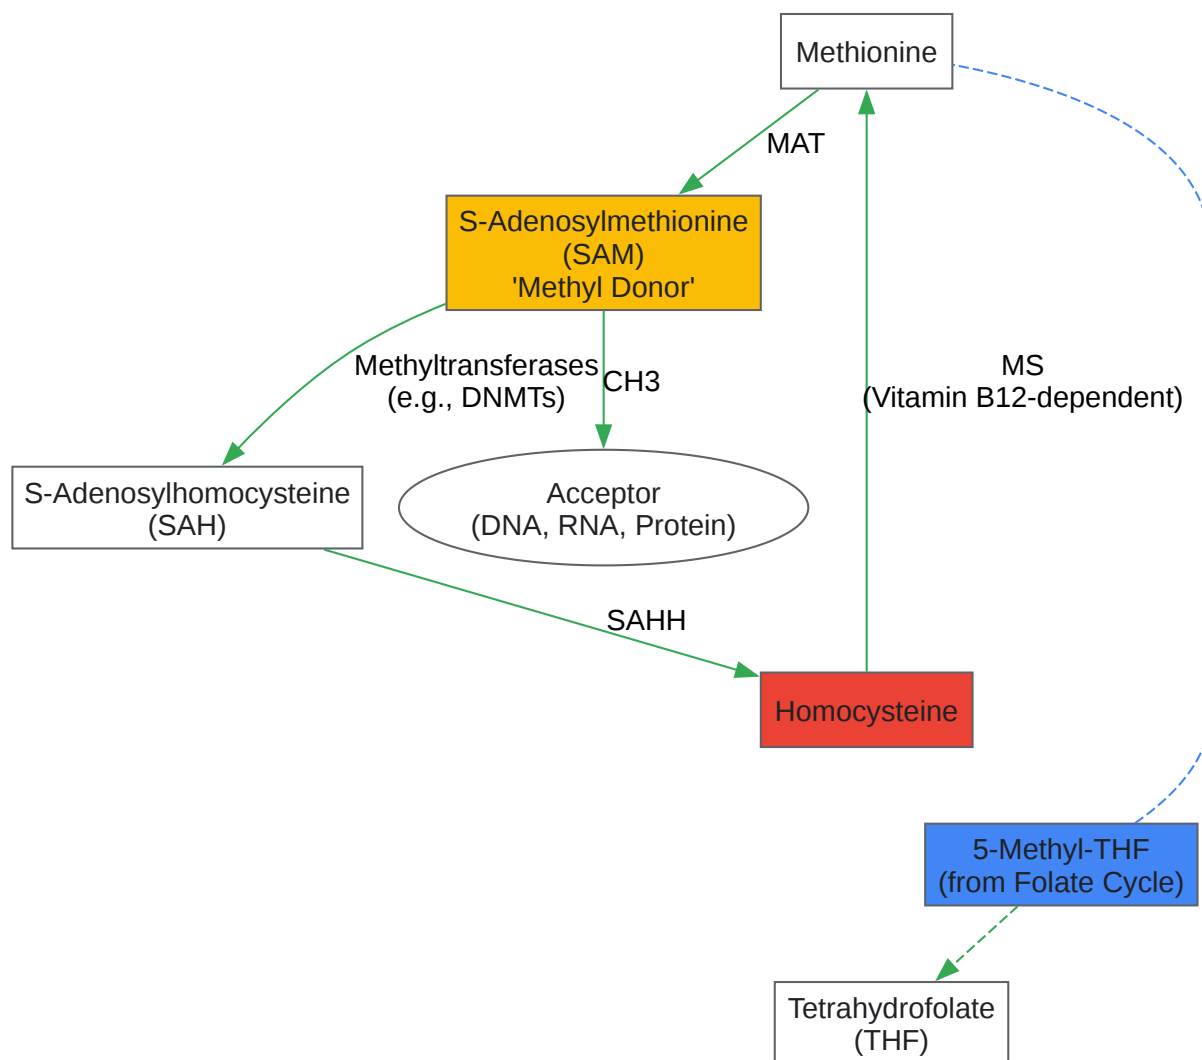 Methionine
MAT
S-Adenosylmethionine
(SAM)
'Methyl Donor'
Methyltransferases
(e.g., DNMTs)
CH3
MS
(Vitamin B12-dependent)
S-Adenosylhomocysteine
(SAH)
Acceptor
(DNA, RNA, Protein)
SAHH
Homocysteine
5-Methyl-THF
(from Folate Cycle)
Tetrahydrofolate
(THF)